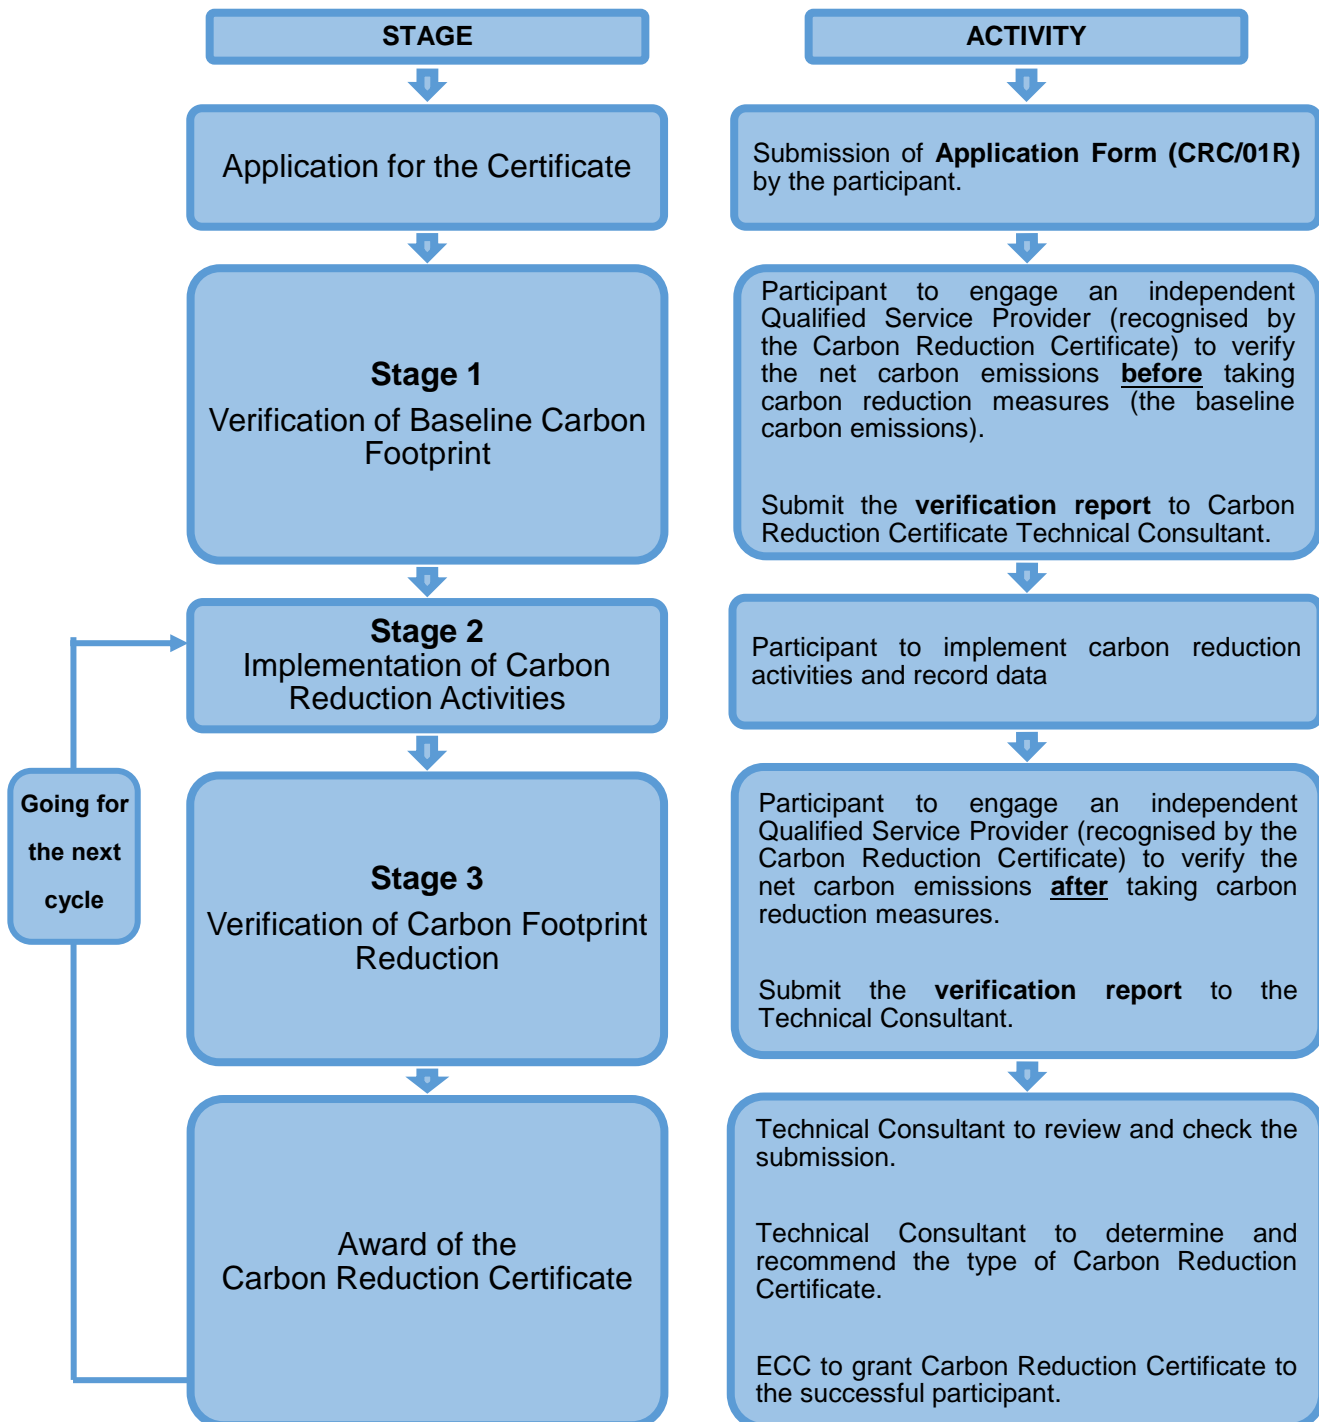 STAGE
ACTIVITY
Application for the Certificate
Submission of Application Form (CRC/01R)
by the participant.
Stage 1
Verification of Baseline Carbon
Footprint
Participant to engage an independent
Qualified Service Provider (recognised by
the Carbon Reduction Certificate) to verify
the net carbon emissions before taking
carbon reduction measures (the baseline
carbon emissions).
Submit the verification report to Carbon
Reduction Certificate Technical Consultant.
Stage 2
Implementation of Carbon
Reduction Activities
Participant to implement carbon reduction
activities and record data
Going for
the next
cycle
Stage 3
Verification of Carbon Footprint
Reduction
Participant to engage an independent
Qualified Service Provider (recognised by the
Carbon Reduction Certificate) to verify the
net carbon emissions after taking carbon
reduction measures.
Submit the verification report to the
Technical Consultant.
Award of the
Carbon Reduction Certificate
Technical Consultant to review and check the
submission.
Technical Consultant to determine and
recommend the type of Carbon Reduction
Certificate.
ECC to grant Carbon Reduction Certificate to
the successful participant.